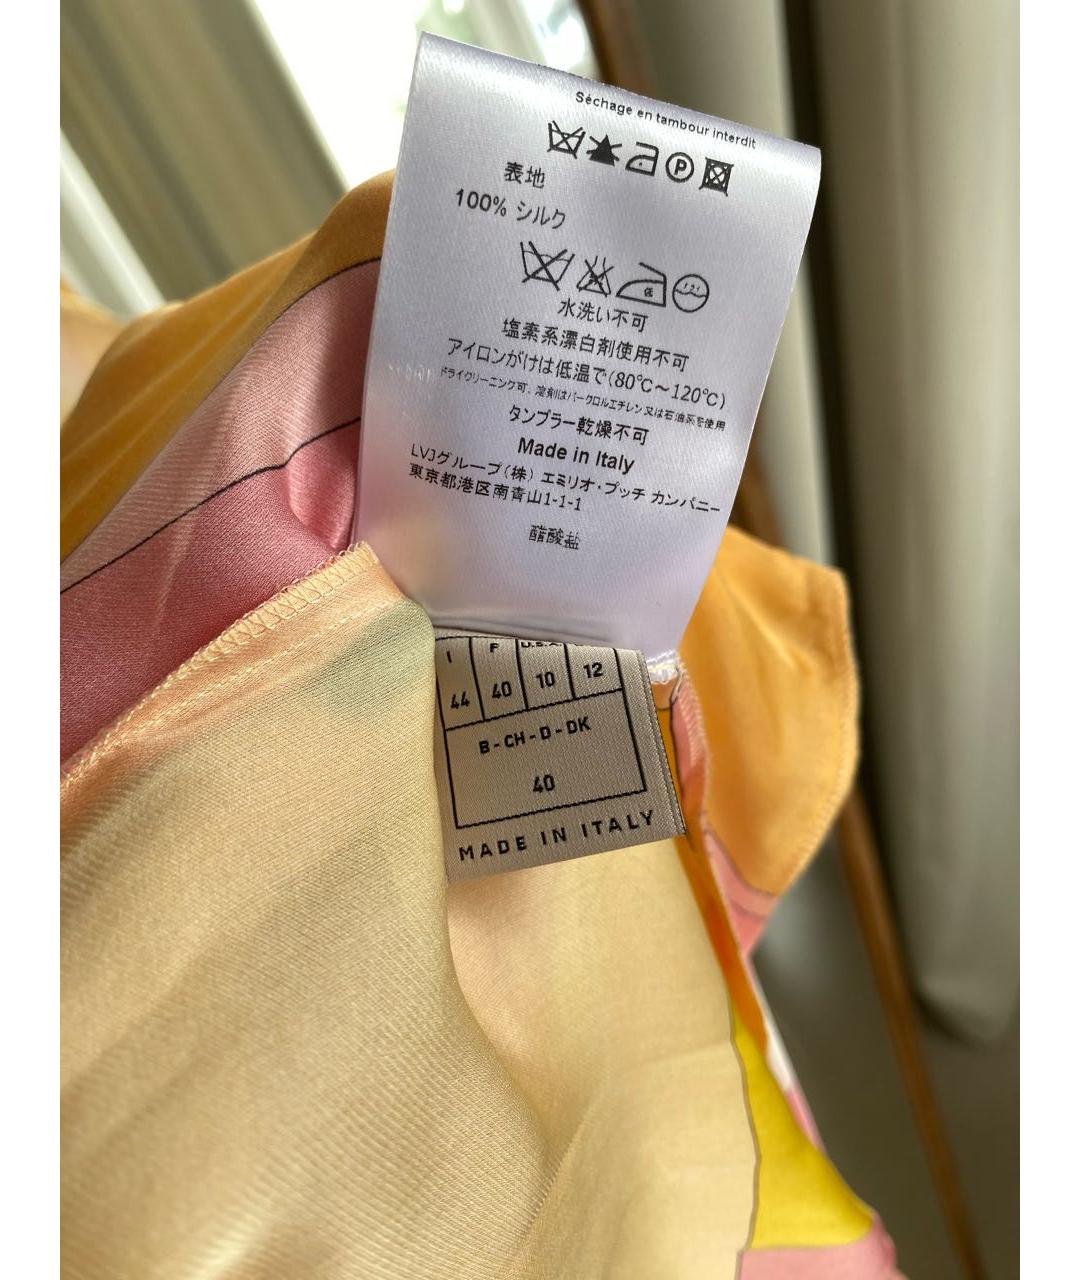 Séchage en tambour interdit
P
表地
100% シルク
低
水洗い不可
塩素系漂白剤使用不可
アイロンがけは低温で(80℃〜120℃)
ドライクリーニング可、溶剤はパークロルエチレン又は石油系を使用
タンブラー乾燥不可
Made in Italy
LVJグループ(株) エミリオ・プッチ カンパニー
東京都港区南青山1-1-1
醋酸盐
I F U.S.A
44 40 10 12
B - CH - D - DK
40
MADE IN ITALY